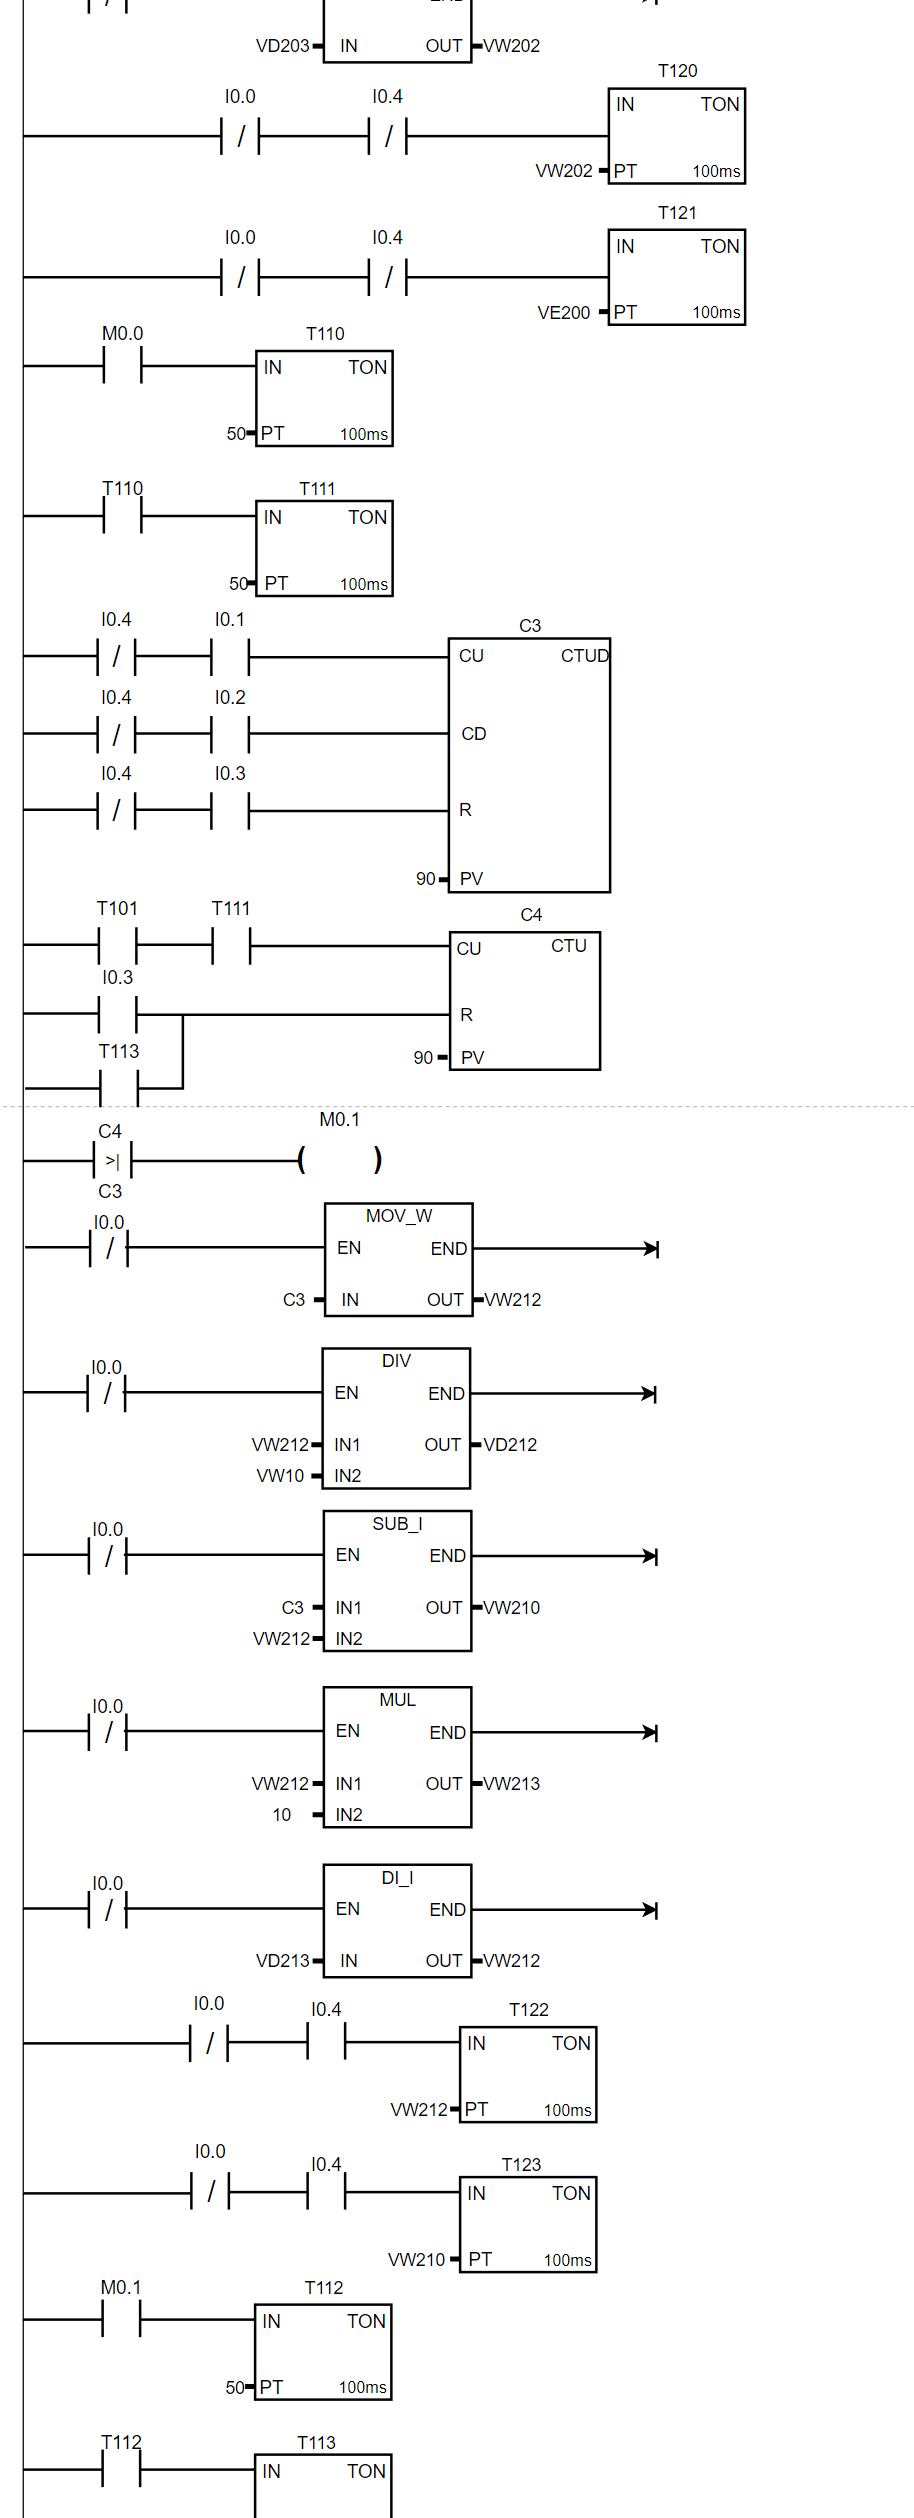 VD203 IN OUT VW202
T120
I0.0 I0.4
IN TON
/ /
VW202 PT 100ms
T121
I0.0 I0.4
IN TON
/ /
VE200 PT 100ms
M0.0 T110
IN TON
50 PT 100ms
T110 T111
IN TON
50 PT 100ms
I0.4 I0.1 C3
/ CU CTUD
I0.4 I0.2
/ CD
I0.4 I0.3
/ R
90 PV
T101 T111 C4
CU CTU
I0.3
R
T113
90 PV
M0.1
C4
>| ( )
C3
I0.0 MOV_W
/ EN END
C3 IN OUT VW212
I0.0 DIV
/ EN END
VW212 IN1 OUT VD212
VW10 IN2
I0.0 SUB_I
/ EN END
C3 IN1 OUT VW210
VW212 IN2
I0.0 MUL
/ EN END
VW212 IN1 OUT VW213
10 IN2
I0.0 DI_I
/ EN END
VD213 IN OUT VW212
I0.0 I0.4 T122
/ IN TON
VW212 PT 100ms
I0.0 I0.4 T123
/ IN TON
VW210 PT 100ms
M0.1 T112
IN TON
50 PT 100ms
T112 T113
IN TON